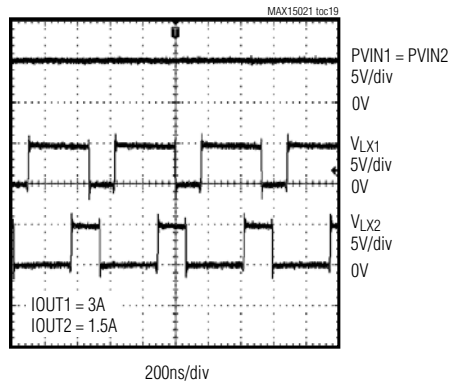 MAX15021 toc19
T
PVIN1 = PVIN2
5V/div
0V
VLX1
5V/div
0V
VLX2
5V/div
0V
IOUT1 = 3A
IOUT2 = 1.5A
200ns/div